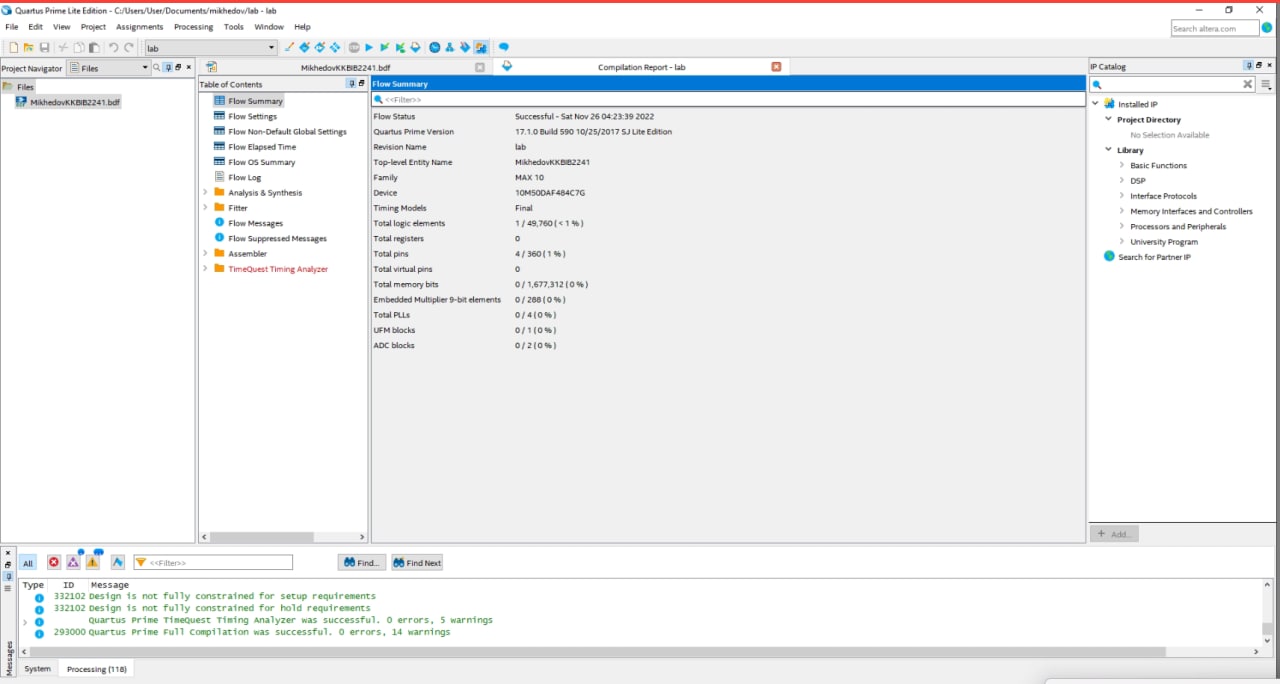 Quartus Prime Lite Edition - C:/Users/User/Documents/mikhedov/lab - lab
File Edit View Project Assignments Processing Tools Window Help
Search altera.com
lab
Project Navigator Files
MikhedovKKBIB2241.bdf
Compilation Report - lab
IP Catalog
Files
MikhedovKKBIB2241.bdf
Table of Contents
Flow Summary
Flow Settings
Flow Non-Default Global Settings
Flow Elapsed Time
Flow OS Summary
Flow Log
Analysis & Synthesis
Fitter
Flow Messages
Flow Suppressed Messages
Assembler
TimeQuest Timing Analyzer
Flow Summary
<<Filter>>
Flow Status Successful - Sat Nov 26 04:23:39 2022
Quartus Prime Version 17.1.0 Build 590 10/25/2017 SJ Lite Edition
Revision Name lab
Top-level Entity Name MikhedovKKBIB2241
Family MAX 10
Device 10M50DAF484C7G
Timing Models Final
Total logic elements 1 / 49,760 ( < 1 % )
Total registers 0
Total pins 4 / 360 ( 1 % )
Total virtual pins 0
Total memory bits 0 / 1,677,312 ( 0 % )
Embedded Multiplier 9-bit elements 0 / 288 ( 0 % )
Total PLLs 0 / 4 ( 0 % )
UFM blocks 0 / 1 ( 0 % )
ADC blocks 0 / 2 ( 0 % )
Installed IP
Project Directory
No Selection Available
Library
Basic Functions
DSP
Interface Protocols
Memory Interfaces and Controllers
Processors and Peripherals
University Program
Search for Partner IP
+ Add...
All <<Filter>> Find... Find Next
Type ID Message
332102 Design is not fully constrained for setup requirements
332102 Design is not fully constrained for hold requirements
Quartus Prime TimeQuest Timing Analyzer was successful. 0 errors, 5 warnings
293000 Quartus Prime Full Compilation was successful. 0 errors, 14 warnings
Messages
System Processing (118)